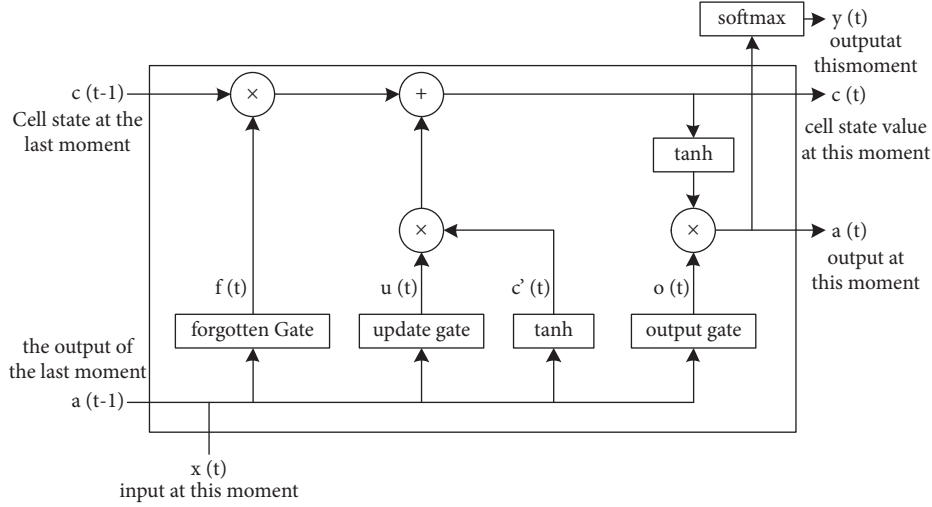 softmax
y (t)
outputat
thismoment
c (t-1)
Cell state at the
last moment
×
+
c (t)
cell state value
at this moment
tanh
×
×
a (t)
output at
this moment
f (t)
u (t)
c’ (t)
o (t)
forgotten Gate
update gate
tanh
output gate
the output of
the last moment
a (t-1)
x (t)
input at this moment